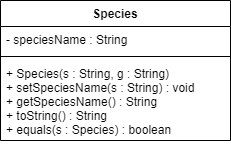 Species
- speciesName : String
+ Species(s : String, g : String)
+ setSpeciesName(s : String) : void
+ getSpeciesName() : String
+ toString() : String
+ equals(s : Species) : boolean